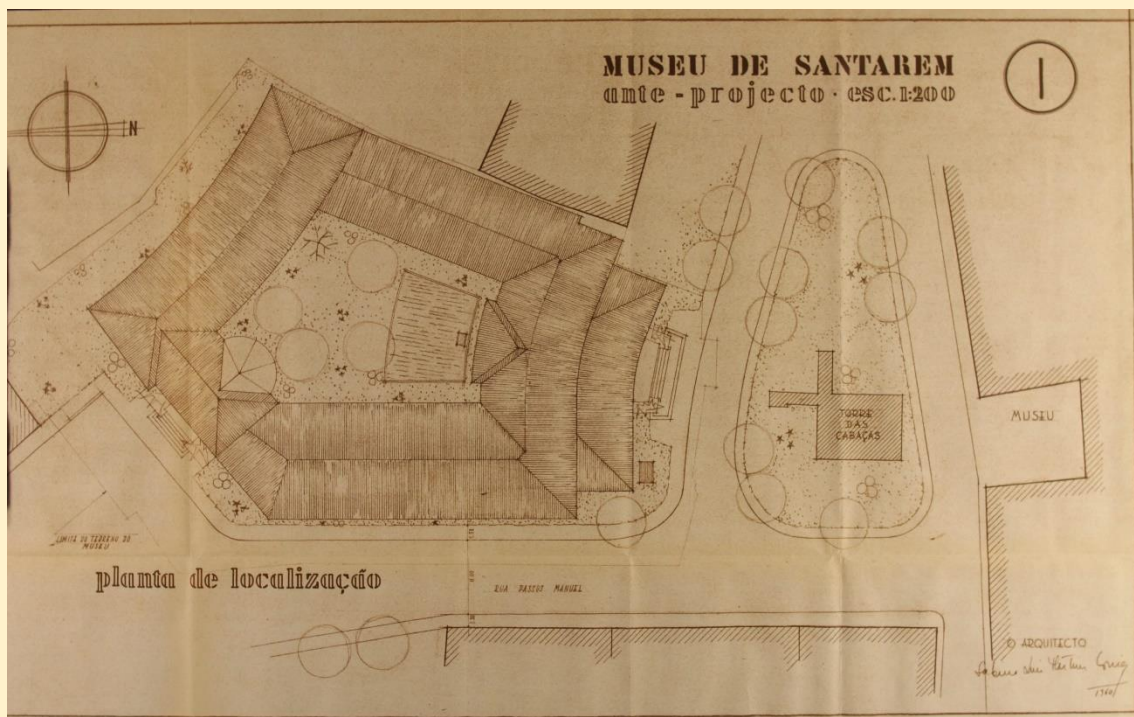 MUSEU DE SANTAREM
ante-projecto · esc. 1:200
I
N
TORRE
DAS
CABAÇAS
MUSEU
LIMITE DO TERRENO DO
MUSEU
planta de localização
RUA PASSOS MANUEL
O ARQUITECTO